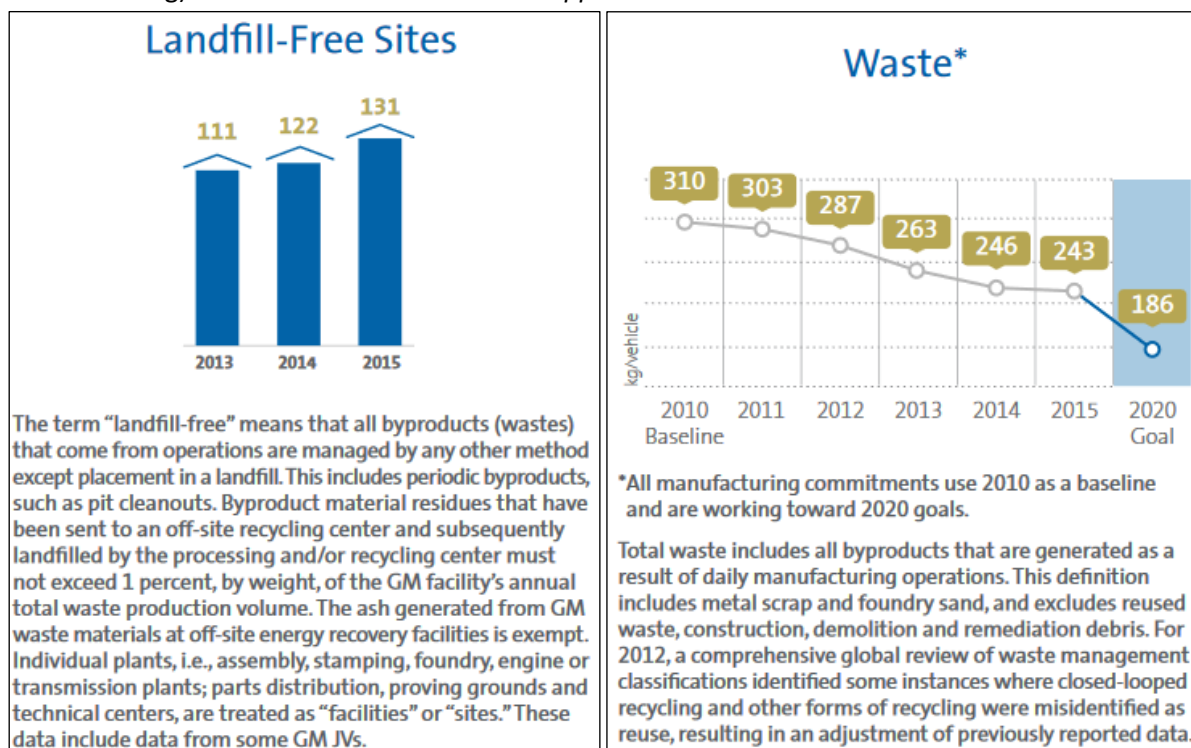 Landfill-Free Sites
111
122
131
2013
2014
2015
The term “landfill-free” means that all byproducts (wastes)
that come from operations are managed by any other method
except placement in a landfill. This includes periodic byproducts,
such as pit cleanouts. Byproduct material residues that have
been sent to an off-site recycling center and subsequently
landfilled by the processing and/or recycling center must
not exceed 1 percent, by weight, of the GM facility’s annual
total waste production volume. The ash generated from GM
waste materials at off-site energy recovery facilities is exempt.
Individual plants, i.e., assembly, stamping, foundry, engine or
transmission plants; parts distribution, proving grounds and
technical centers, are treated as “facilities” or “sites.” These
data include data from some GM JVs.
Waste*
310
303
287
263
246
243
186
kg/vehicle
2010 2011 2012 2013 2014 2015 2020
Baseline Goal
*All manufacturing commitments use 2010 as a baseline
and are working toward 2020 goals.
Total waste includes all byproducts that are generated as a
result of daily manufacturing operations. This definition
includes metal scrap and foundry sand, and excludes reused
waste, construction, demolition and remediation debris. For
2012, a comprehensive global review of waste management
classifications identified some instances where closed-looped
recycling and other forms of recycling were misidentified as
reuse, resulting in an adjustment of previously reported data.